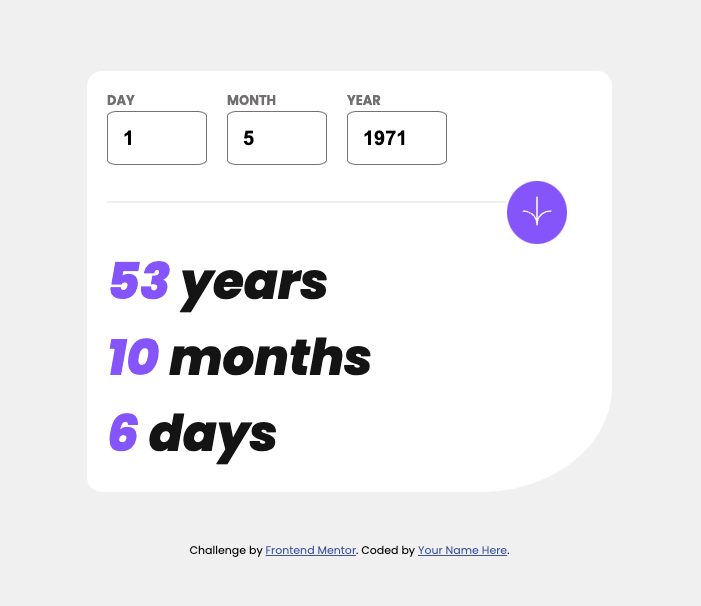 DAY MONTH YEAR
1 5 1971
53 years
10 months
6 days
Challenge by Frontend Mentor. Coded by Your Name Here.